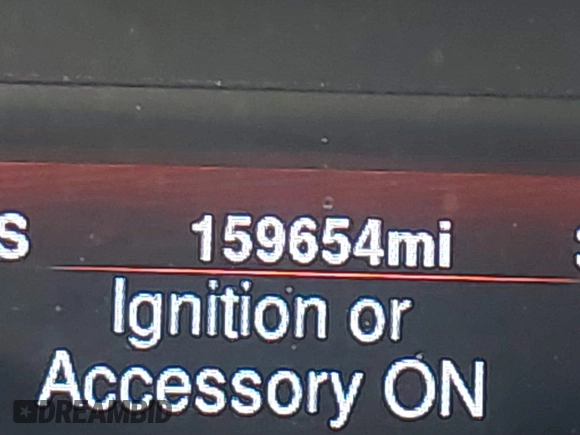 S 159654mi
Ignition or
Accessory ON
DREAMBID